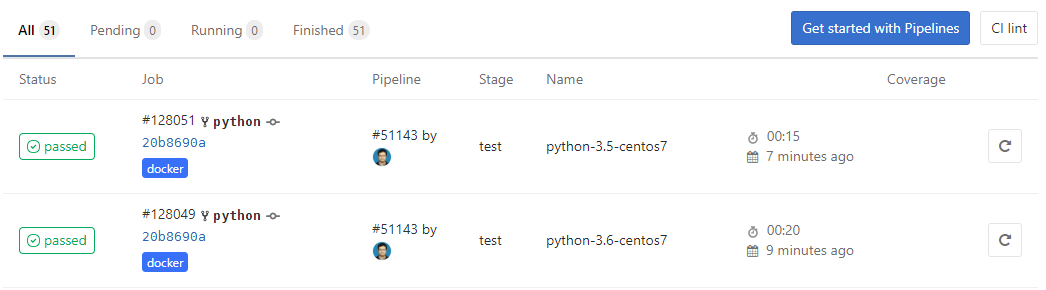 All 51 Pending 0 Running 0 Finished 51 Get started with Pipelines CI lint
Status Job Pipeline Stage Name Coverage
#128051 python
20b8690a
docker
passed
#51143 by
test
python-3.5-centos7
00:15
7 minutes ago
#128049 python
20b8690a
docker
passed
#51143 by
test
python-3.6-centos7
00:20
9 minutes ago